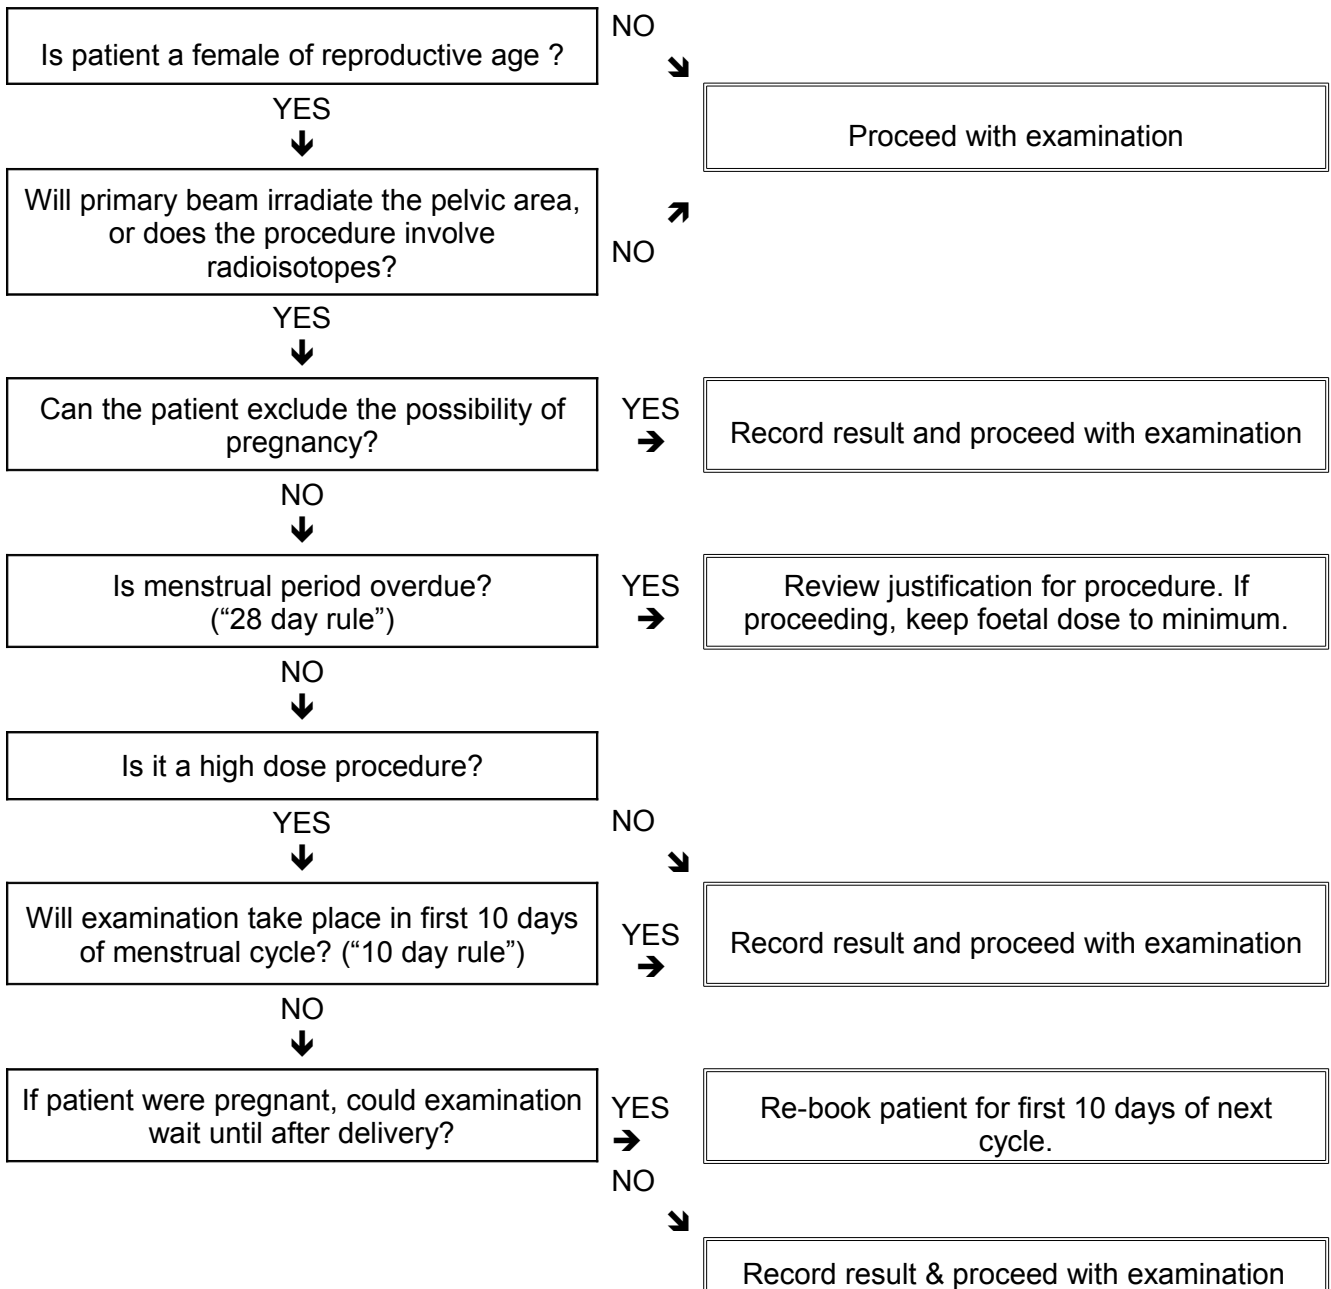 Is patient a female of reproductive age ?
NO
YES
Proceed with examination
Will primary beam irradiate the pelvic area,
or does the procedure involve
radioisotopes?
NO
YES
Can the patient exclude the possibility of
pregnancy?
YES
Record result and proceed with examination
NO
Is menstrual period overdue?
(“28 day rule”)
YES
Review justification for procedure. If
proceeding, keep foetal dose to minimum.
NO
Is it a high dose procedure?
YES
NO
Will examination take place in first 10 days
of menstrual cycle? (“10 day rule”)
YES
Record result and proceed with examination
NO
If patient were pregnant, could examination
wait until after delivery?
YES
Re-book patient for first 10 days of next
cycle.
NO
Record result & proceed with examination